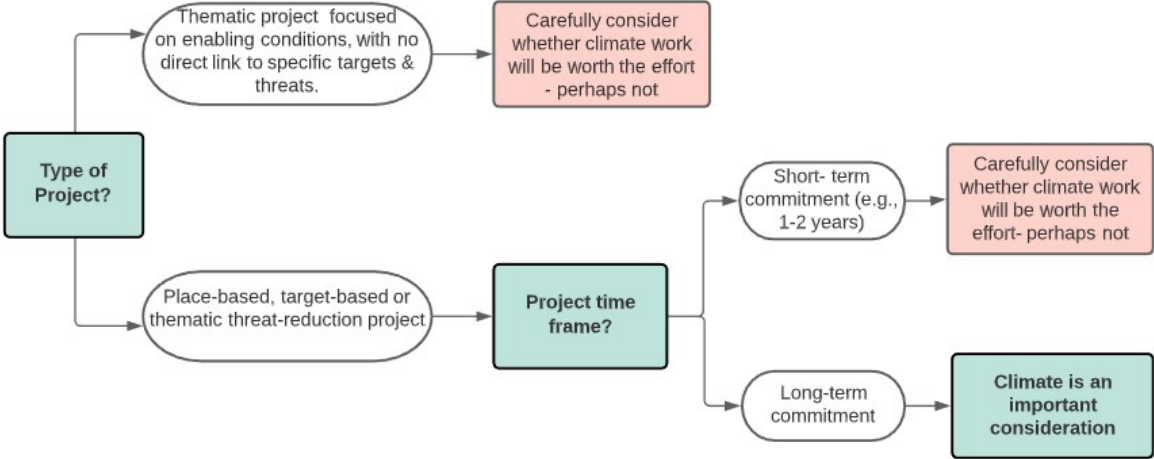 Thematic project focused
on enabling conditions, with no
direct link to specific targets &
threats.
Carefully consider
whether climate work
will be worth the effort
- perhaps not
Type of
Project?
Short- term
commitment (e.g.,
1-2 years)
Carefully consider
whether climate work
will be worth the
effort- perhaps not
Place-based, target-based or
thematic threat-reduction project
Project time
frame?
Long-term
commitment
Climate is an
important
consideration